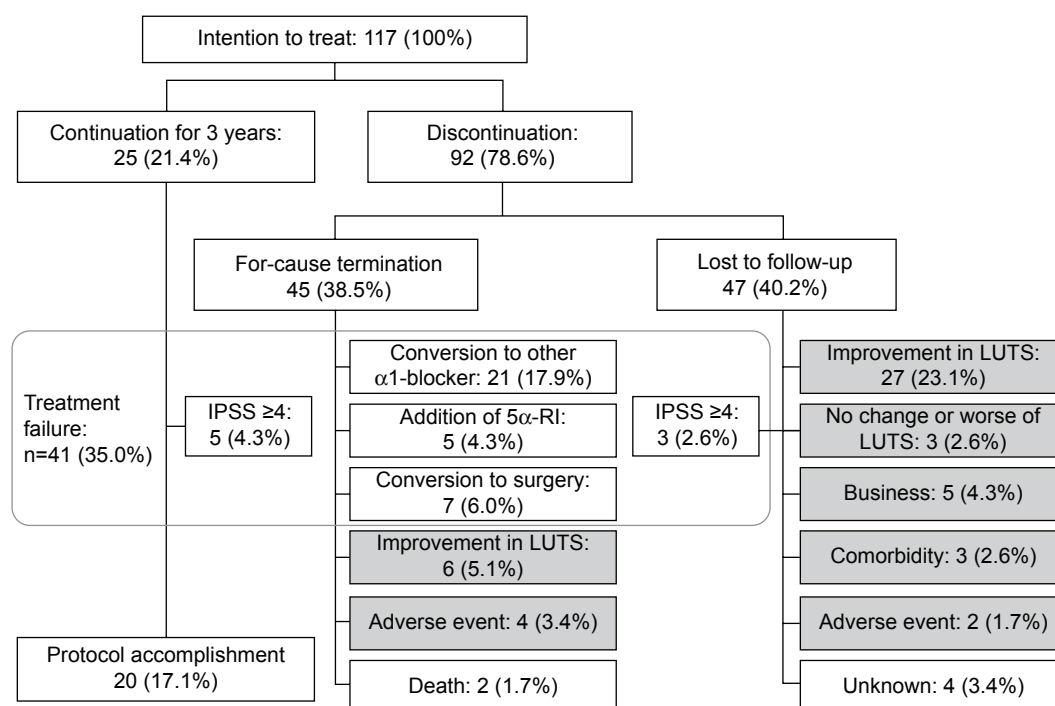 Intention to treat: 117 (100%)
Continuation for 3 years:
25 (21.4%)
Discontinuation:
92 (78.6%)
For-cause termination
45 (38.5%)
Lost to follow-up
47 (40.2%)
Treatment
failure:
n=41 (35.0%)
IPSS ≥4:
5 (4.3%)
Conversion to other
α1-blocker: 21 (17.9%)
Addition of 5α-RI:
5 (4.3%)
Conversion to surgery:
7 (6.0%)
IPSS ≥4:
3 (2.6%)
Improvement in LUTS:
27 (23.1%)
No change or worse of
LUTS: 3 (2.6%)
Business: 5 (4.3%)
Improvement in LUTS:
6 (5.1%)
Comorbidity: 3 (2.6%)
Adverse event: 4 (3.4%)
Adverse event: 2 (1.7%)
Protocol accomplishment
20 (17.1%)
Death: 2 (1.7%)
Unknown: 4 (3.4%)